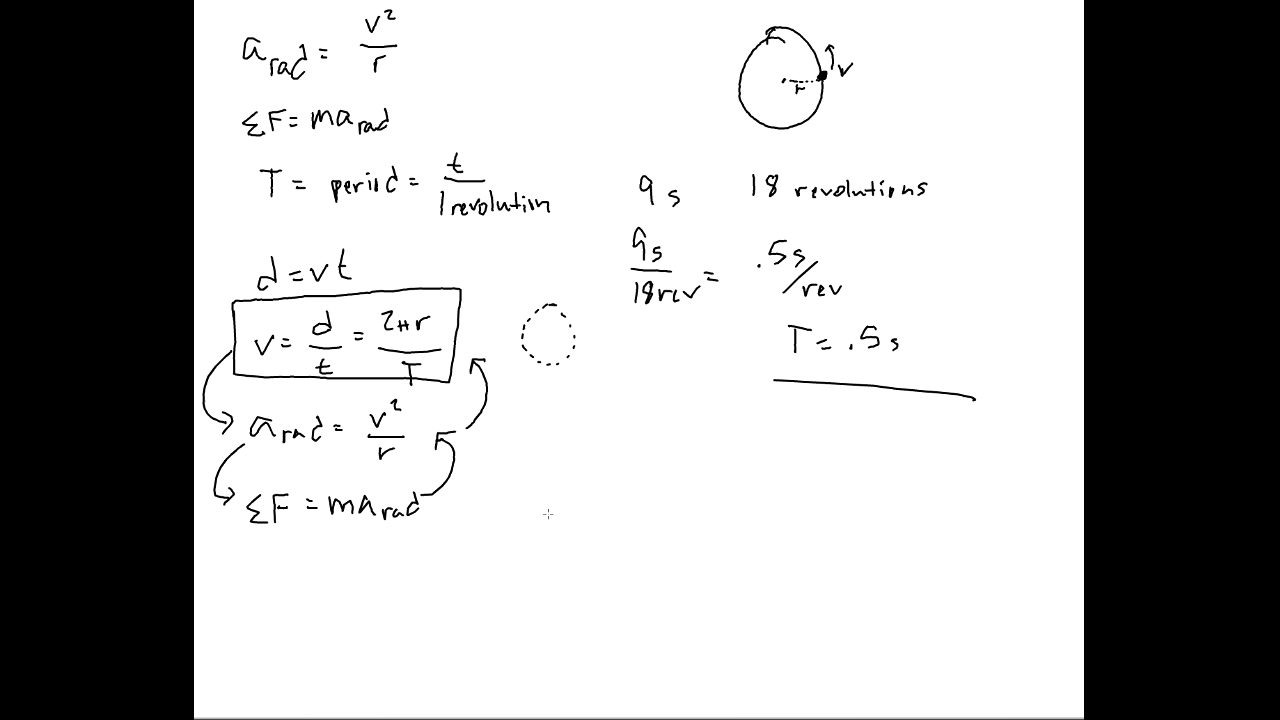 a_rad = v²/r
ΣF = ma_rad
T = period = t/1 revolution
d = vt
v = d/t = 2πr/T
a_rad = v²/r
ΣF = ma_rad
r
v
9 s 18 revolutions
9s/18rev = .5s/rev
T = .5 s